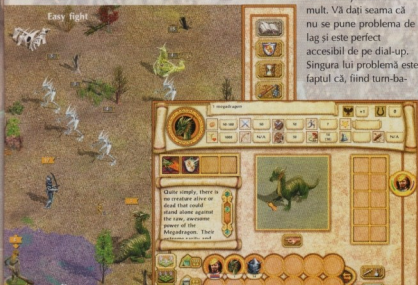 Easy fight
mult. Vă dați seama că
nu se pune problema de
lag și este perfect
accesibil de pe dial-up.
Singura lui problemă este
faptul că, fiind turn-ba-
megadragon
Quite simply, there is
no creature alive or
dead that could
stand alone against
the raw, awesome
power of the
Megadragon. Their